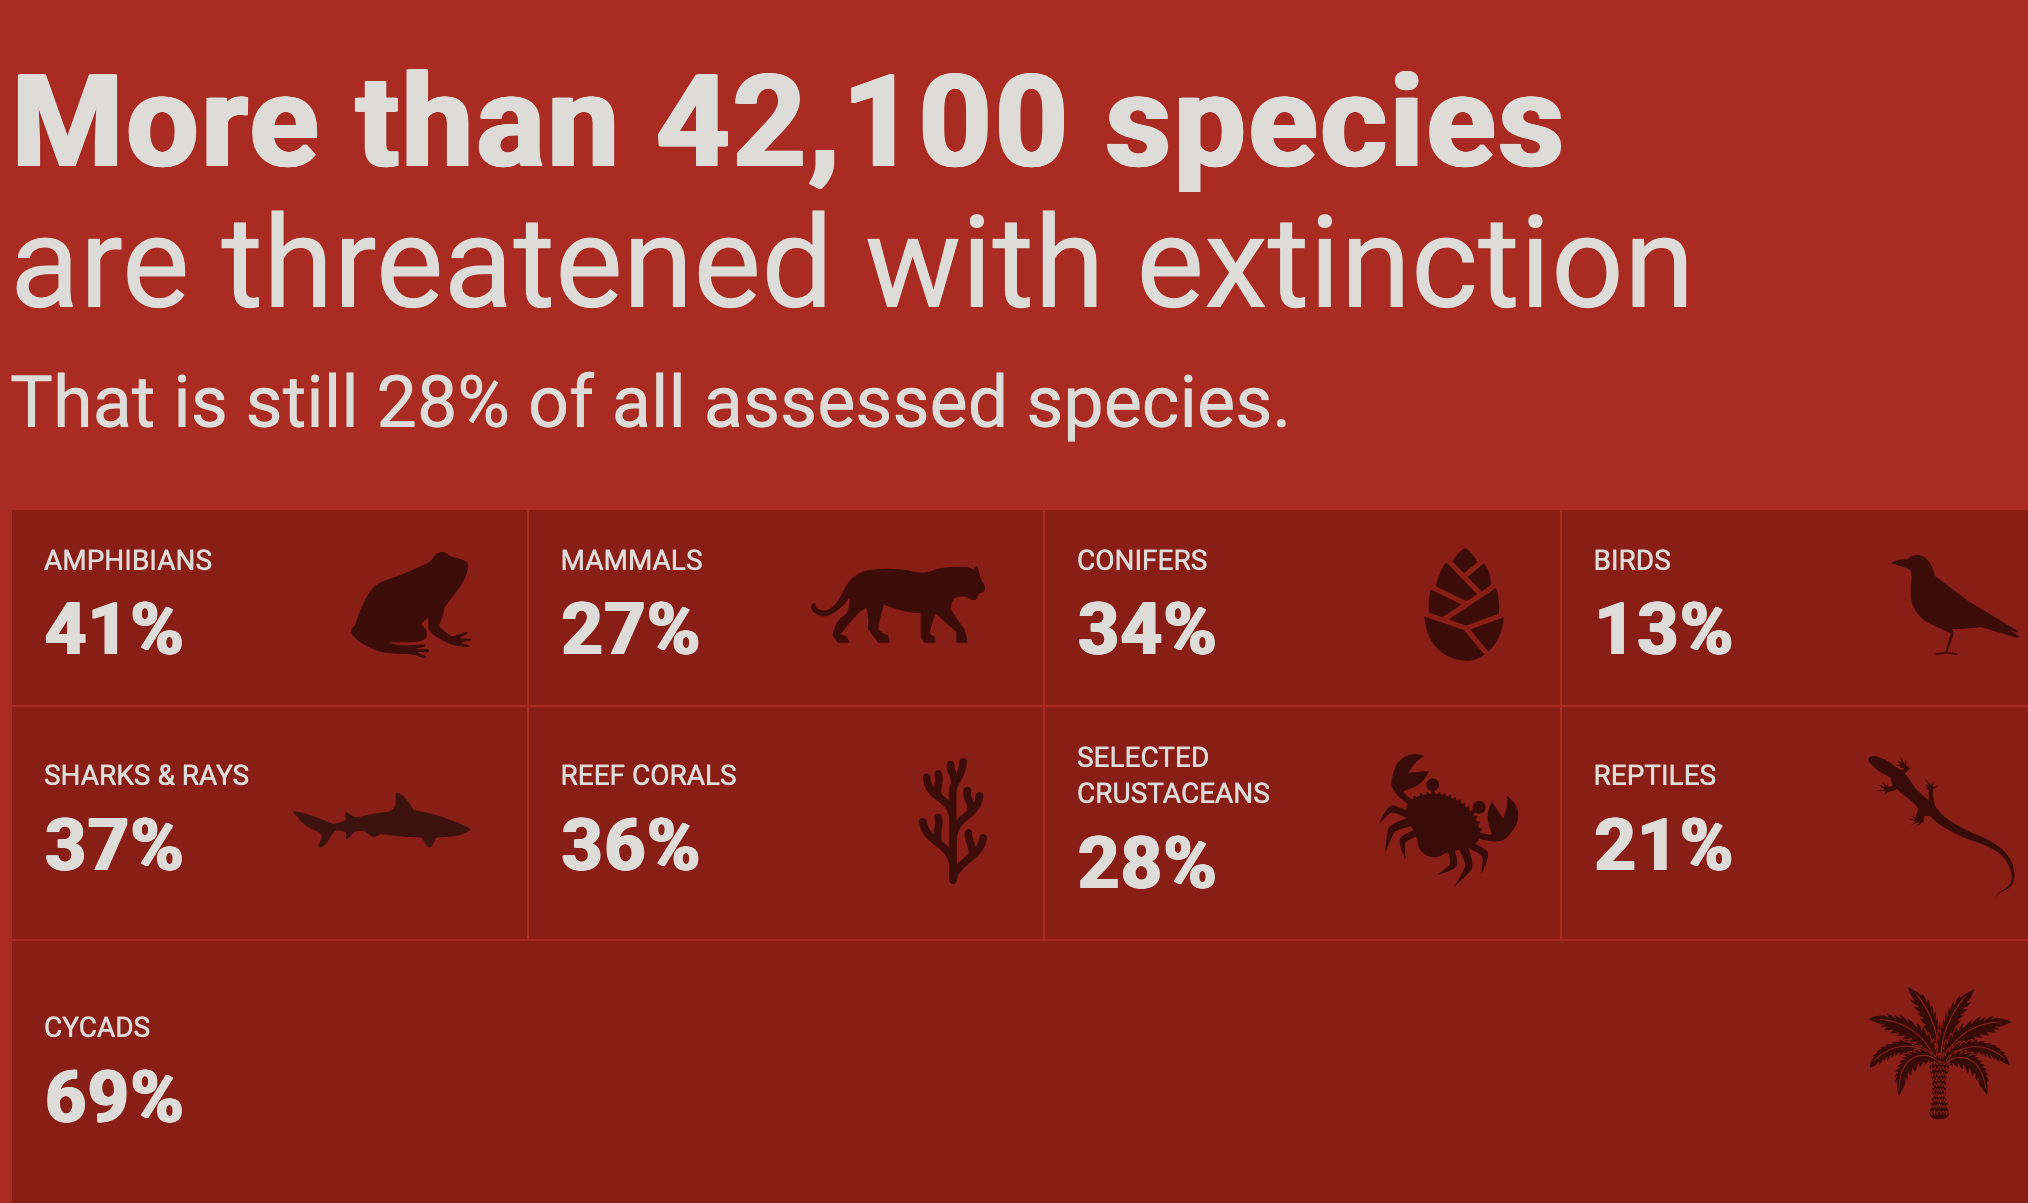 More than 42,100 species
are threatened with extinction
That is still 28% of all assessed species.
AMPHIBIANS
41%
MAMMALS
27%
CONIFERS
34%
BIRDS
13%
SHARKS & RAYS
37%
REEF CORALS
36%
SELECTED
CRUSTACEANS
28%
REPTILES
21%
CYCADS
69%